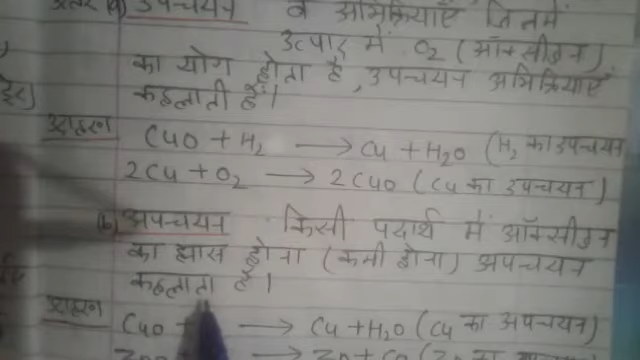 उत्तर (a) उपचयन वे अभिक्रियाएँ जिनमें
उत्पाद में O₂ (ऑक्सीजन)
का योग होता है, उपचयन अभिक्रियाएँ
कहलाती हैं।
उदाहरण CuO + H₂ ⟶ Cu + H₂O (H₂ का उपचयन
2Cu + O₂ ⟶ 2CuO (Cu का उपचयन)
(b) अपचयन किसी पदार्थ में ऑक्सीजन
का ह्रास होना (कमी होना) अपचयन
कहलाता है।
उदाहरण CuO + ⟶ Cu + H₂O (Cu का अपचयन)